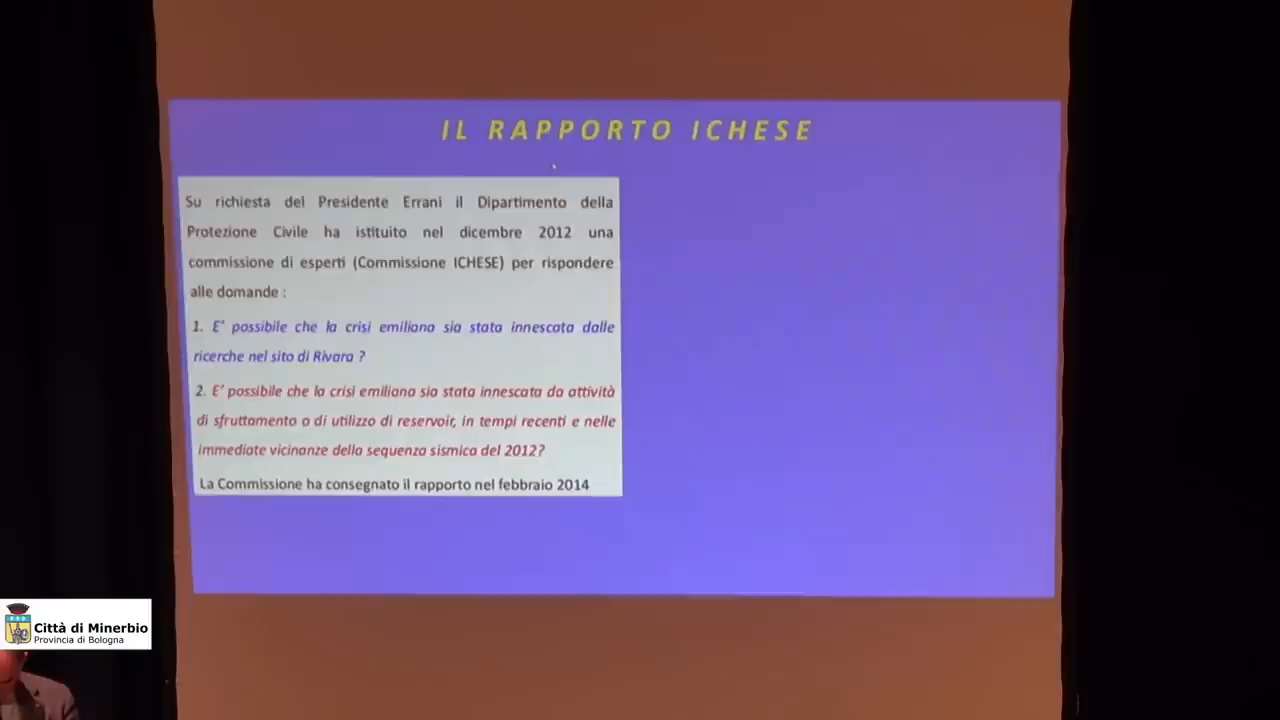 IL RAPPORTO ICHESE
Su richiesta del Presidente Errani il Dipartimento della
Protezione Civile ha istituito nel dicembre 2012 una
commissione di esperti (Commissione ICHESE) per rispondere
alle domande :
1. E' possibile che la crisi emiliana sia stata innescata dalle
ricerche nel sito di Rivara ?
2. E' possibile che la crisi emiliana sia stata innescata da attività
di sfruttamento o di utilizzo di reservoir, in tempi recenti e nelle
immediate vicinanze della sequenza sismica del 2012?
La Commissione ha consegnato il rapporto nel febbraio 2014
Città di Minerbio
Provincia di Bologna